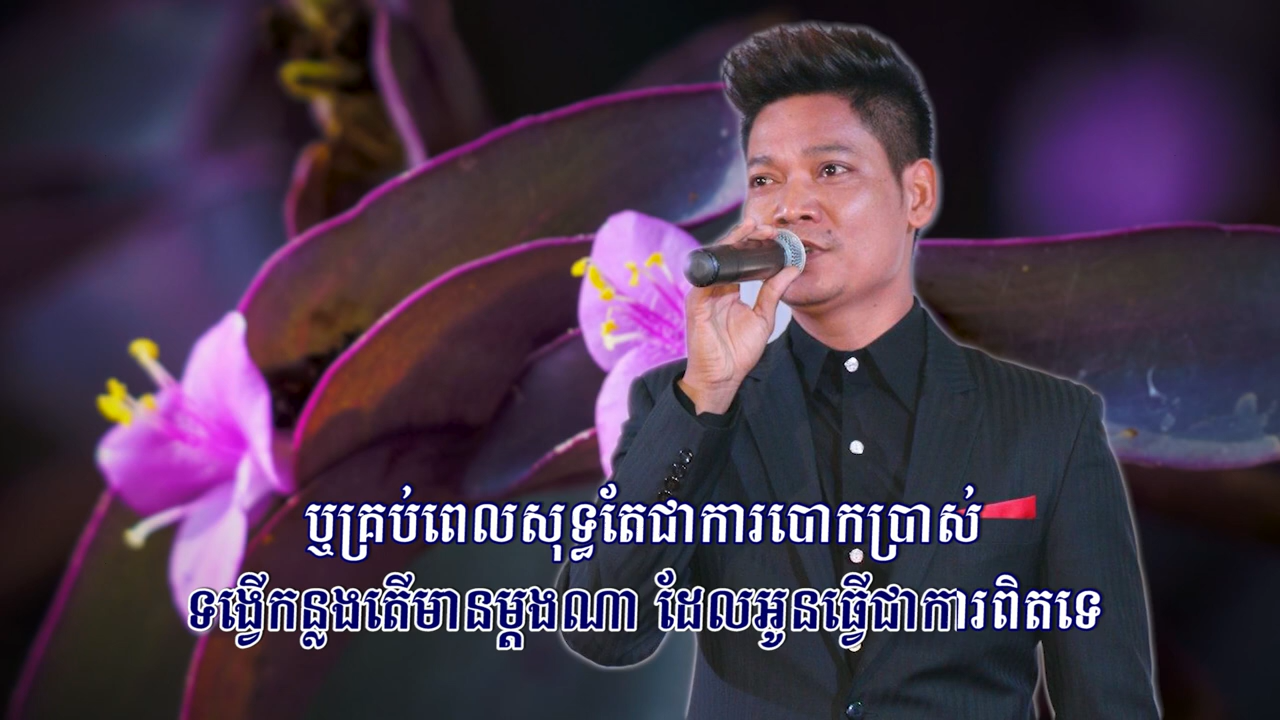 ឬគ្រប់ពេលសុទ្ធតែជាការបោកប្រាស់
ទង្វើកន្លងតើមានម្ដងណា ដែលអូនធ្វើជាការពិតទេ